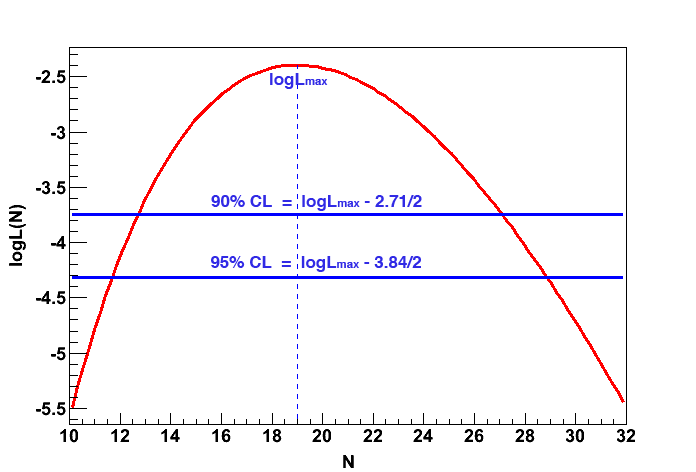 -2.5
logLmax
-3
-3.5
90% CL = logLmax - 2.71/2
-4
95% CL = logLmax - 3.84/2
-4.5
-5
-5.5
logL(N)
10 12 14 16 18 20 22 24 26 28 30 32
N